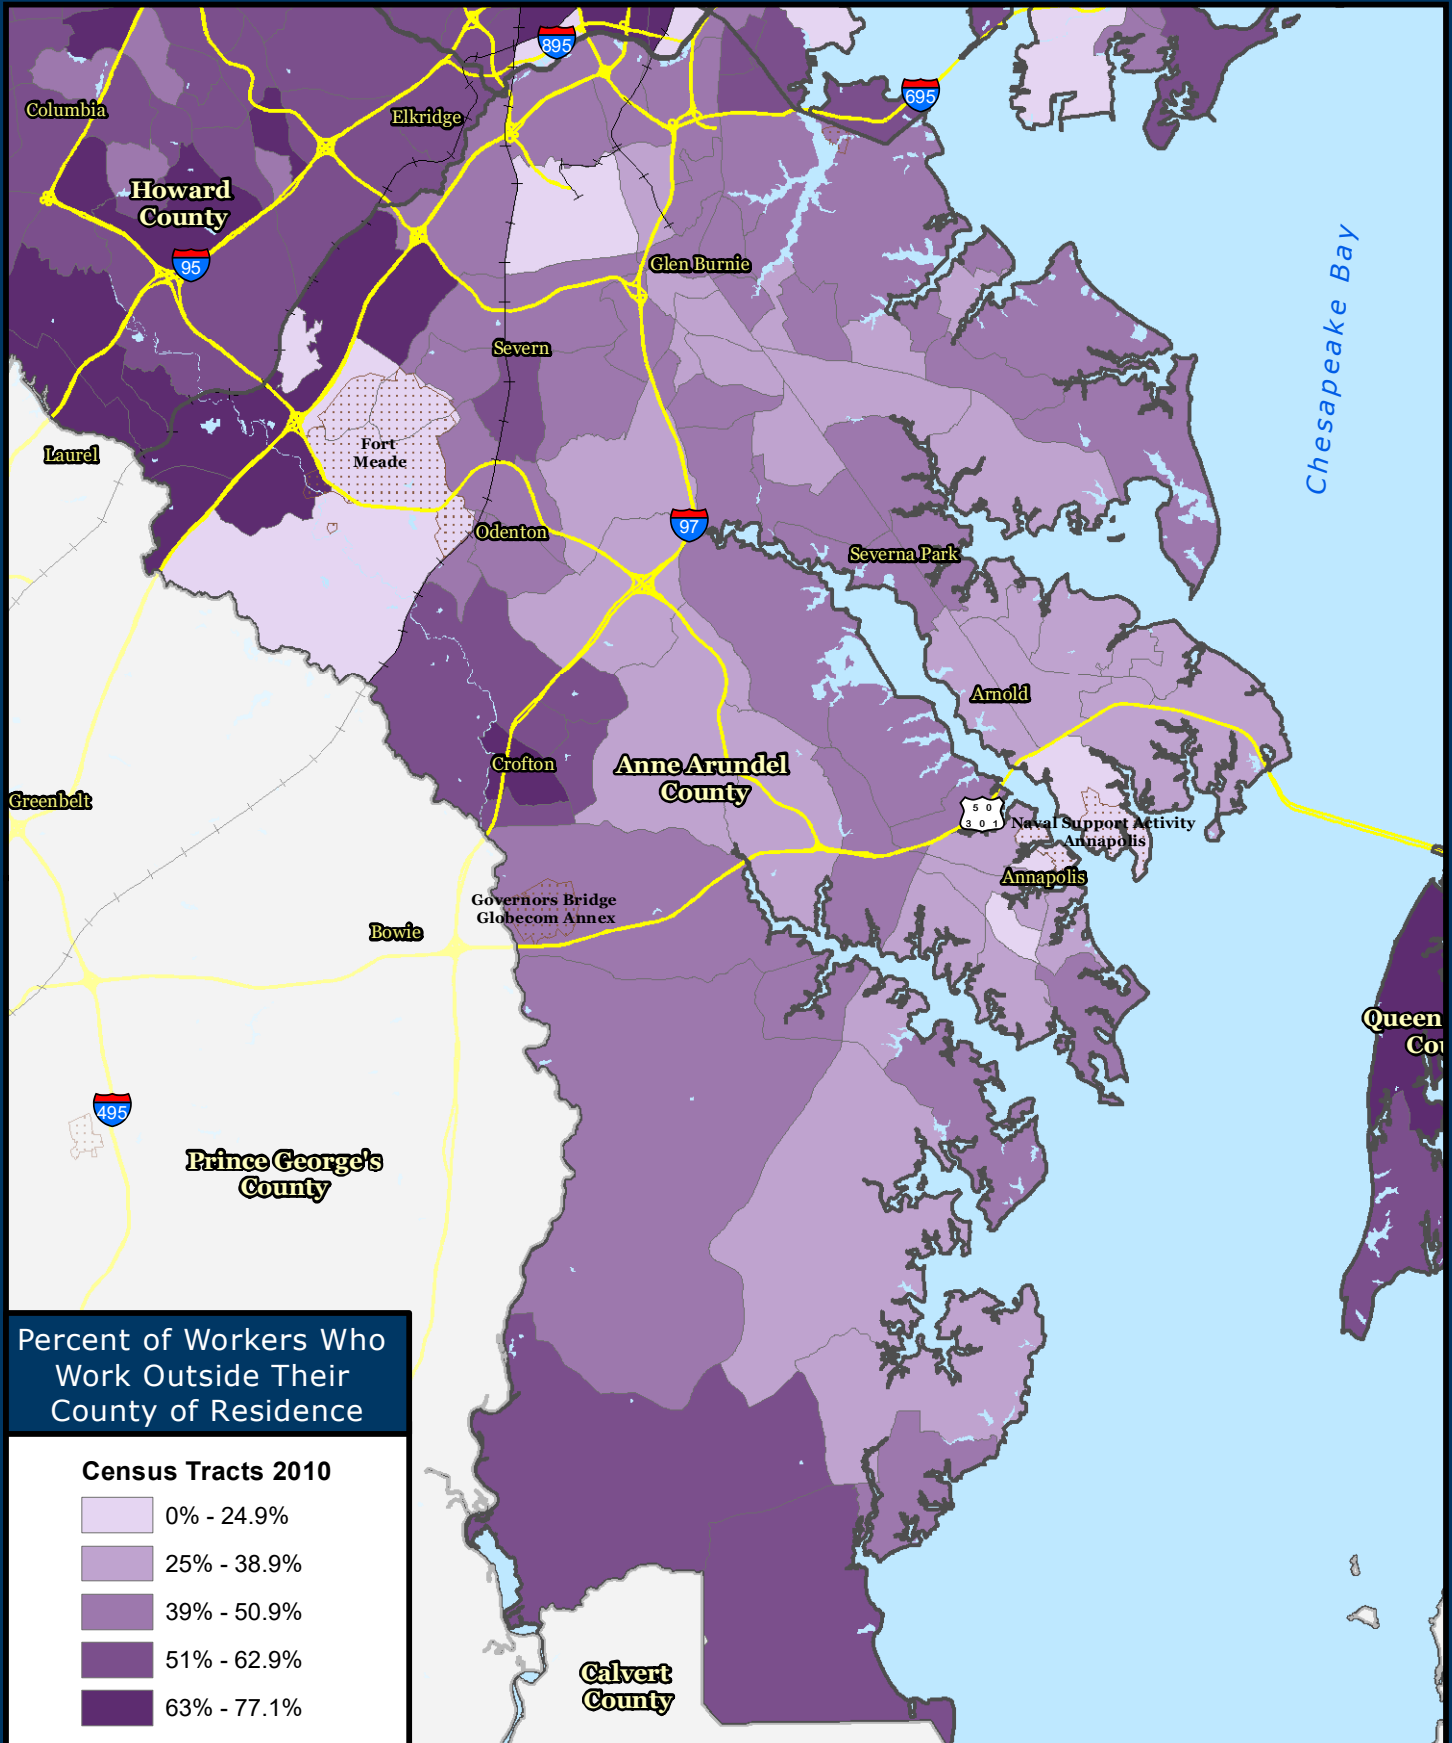 895
695
Columbia
Elkridge
Howard
County
95
Glen Burnie
Chesapeake Bay
Severn
Laurel
Fort
Meade
97
Odenton
Severna Park
Arnold
Crofton
Anne Arundel
County
Greenbelt
50
301
Naval Support Activity
Annapolis
Annapolis
Governors Bridge
Globecom Annex
Bowie
Queen
Cou
495
Prince George's
County
Percent of Workers Who
Work Outside Their
County of Residence
Census Tracts 2010
0% - 24.9%
25% - 38.9%
39% - 50.9%
51% - 62.9%
63% - 77.1%
Calvert
County